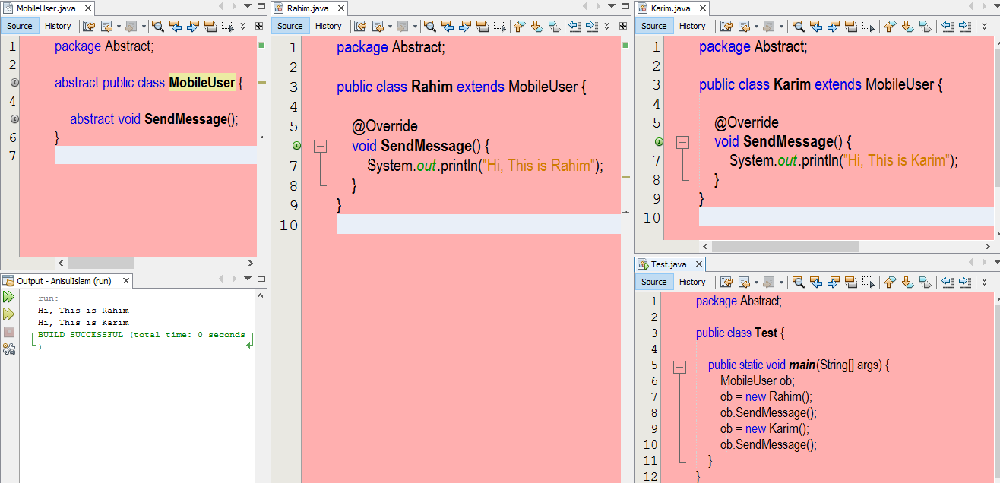 MobileUser.java
Source History
1 package Abstract;
2
abstract public class MobileUser {
4
abstract void SendMessage();
6 }
7
Output - AnisulIslam (run)
run:
Hi, This is Rahim
Hi, This is Karim
BUILD SUCCESSFUL (total time: 0 seconds
)
Rahim.java
Source History
1 package Abstract;
2
3 public class Rahim extends MobileUser {
4
5 @Override
void SendMessage() {
7 System.out.println("Hi, This is Rahim");
8 }
9 }
10
Karim.java
Source History
1 package Abstract;
2
3 public class Karim extends MobileUser {
4
5 @Override
void SendMessage() {
7 System.out.println("Hi, This is Karim");
8 }
9 }
10
Test.java
Source History
1 package Abstract;
2
3 public class Test {
4
5 public static void main(String[] args) {
6 MobileUser ob;
7 ob = new Rahim();
8 ob.SendMessage();
9 ob = new Karim();
10 ob.SendMessage();
11 }
12 }